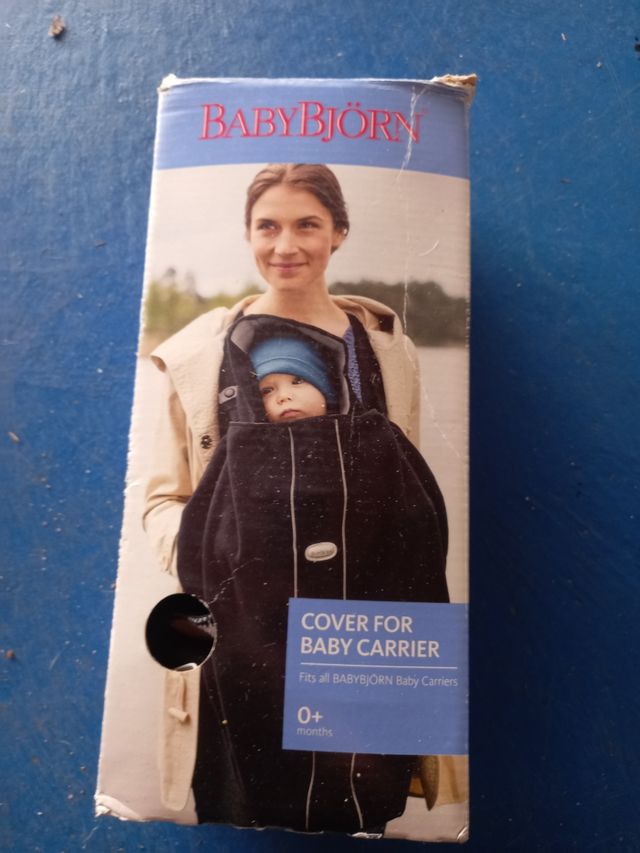 BABYBJÖRN
COVER FOR
BABY CARRIER
Fits all BABYBJÖRN Baby Carriers
0+
months